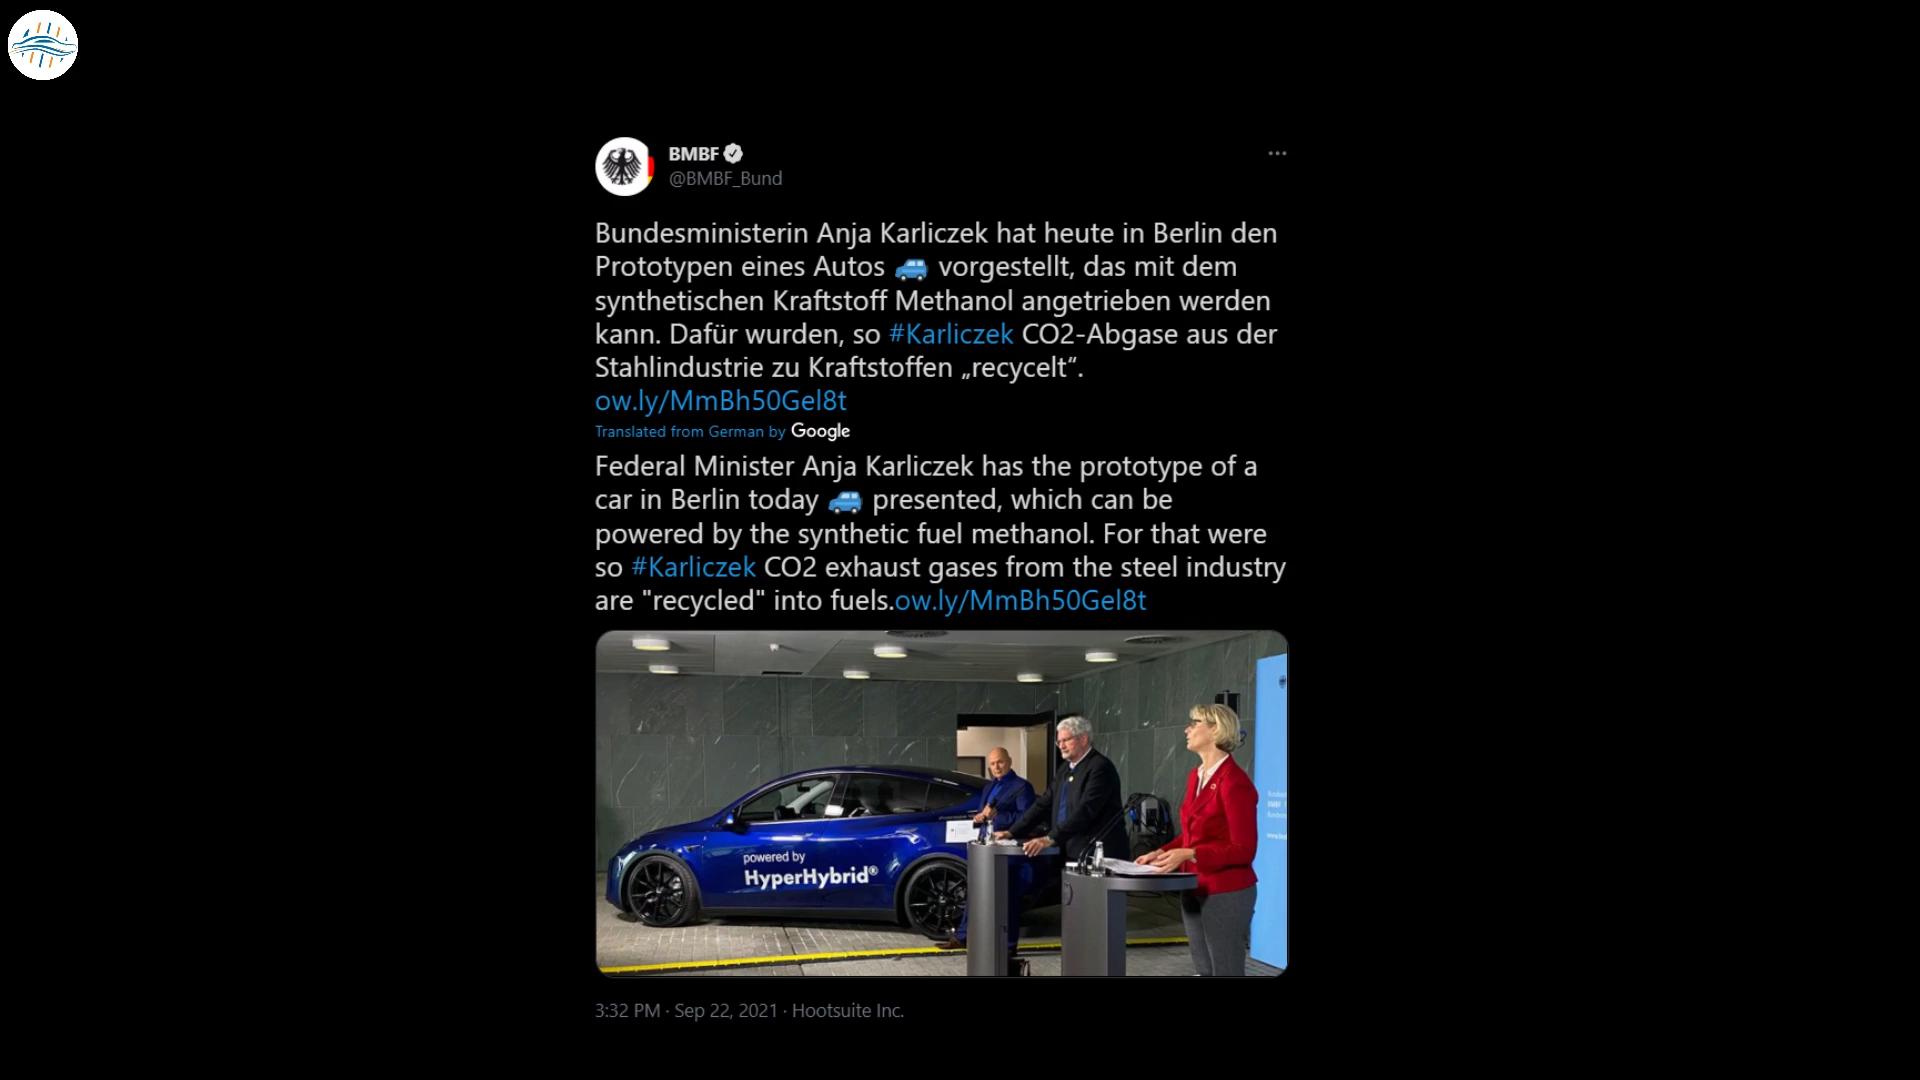 BMBF
@BMBF_Bund
Bundesministerin Anja Karliczek hat heute in Berlin den
Prototypen eines Autos 🚙 vorgestellt, das mit dem
synthetischen Kraftstoff Methanol angetrieben werden
kann. Dafür wurden, so #Karliczek CO2-Abgase aus der
Stahlindustrie zu Kraftstoffen „recycelt“.
ow.ly/MmBh50Gel8t
Translated from German by Google
Federal Minister Anja Karliczek has the prototype of a
car in Berlin today 🚙 presented, which can be
powered by the synthetic fuel methanol. For that were
so #Karliczek CO2 exhaust gases from the steel industry
are "recycled" into fuels.ow.ly/MmBh50Gel8t
powered by
HyperHybrid®
3:32 PM · Sep 22, 2021 · Hootsuite Inc.